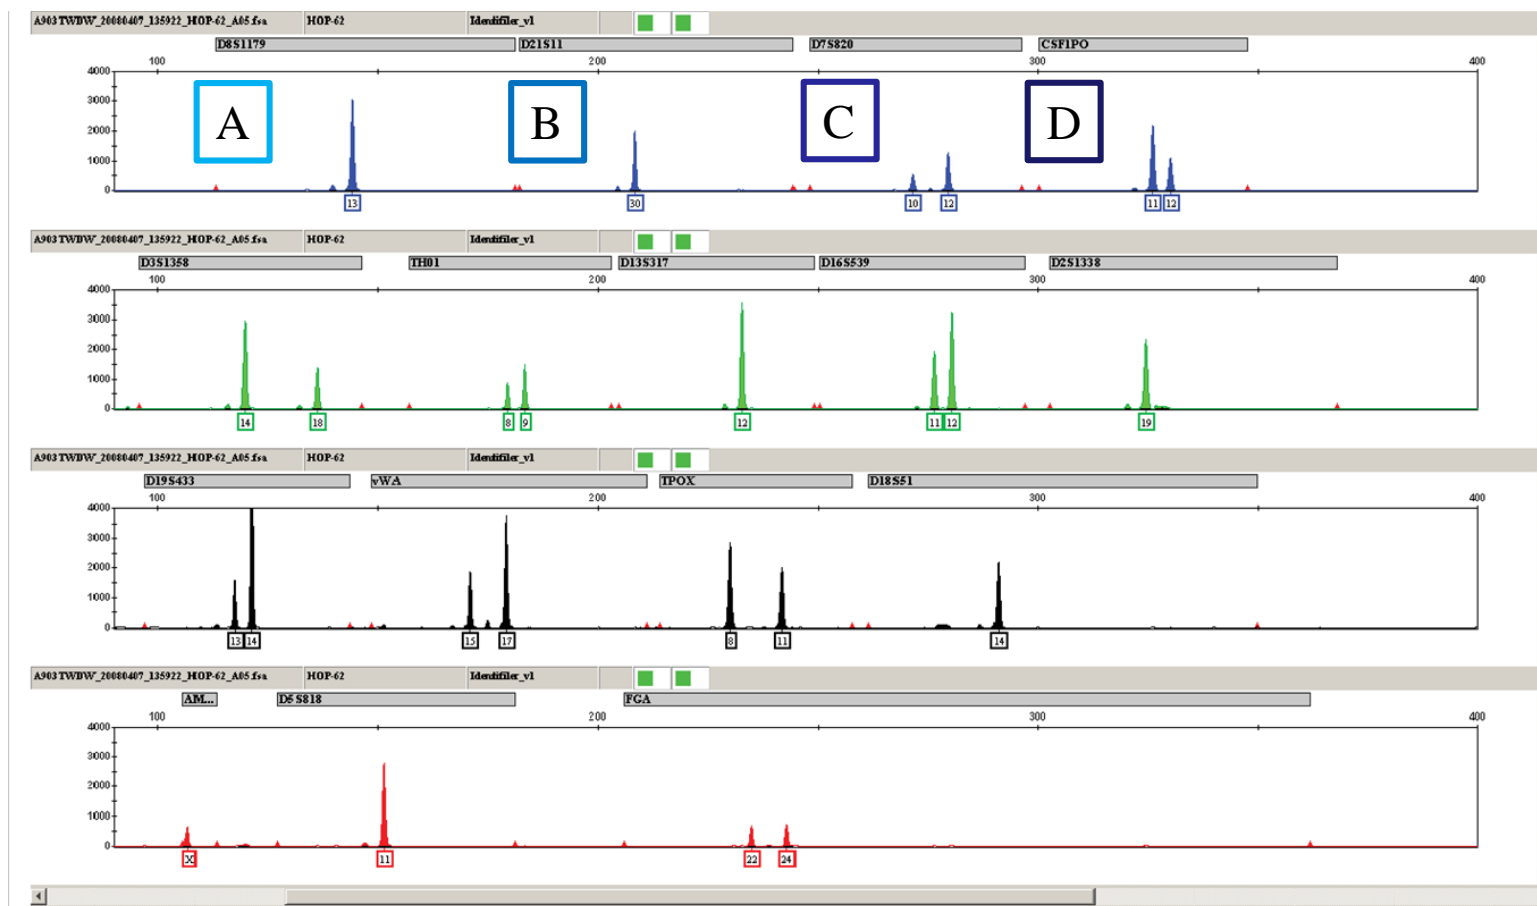 A903TWDW_20080407_135922_HOP-62_A05.fsa HOP-62 Identifiler_v1
D8S1179 D21S11 D7S820 CSF1PO
100 200 300 400
4000
3000
2000
1000
0
A B C D
13 30 10 12 11 12
A903TWDW_20080407_135922_HOP-62_A05.fsa HOP-62 Identifiler_v1
D3S1358 TH01 D13S317 D16S539 D2S1338
100 200 300 400
4000
3000
2000
1000
0
14 18 8 9 12 11 12 19
A903TWDW_20080407_135922_HOP-62_A05.fsa HOP-62 Identifiler_v1
D19S433 vWA TPOX D18S51
100 200 300 400
4000
3000
2000
1000
0
13 14 15 17 8 11 14
A903TWDW_20080407_135922_HOP-62_A05.fsa HOP-62 Identifiler_v1
AM... D5S818 FGA
100 200 300 400
4000
3000
2000
1000
0
X 11 22 24